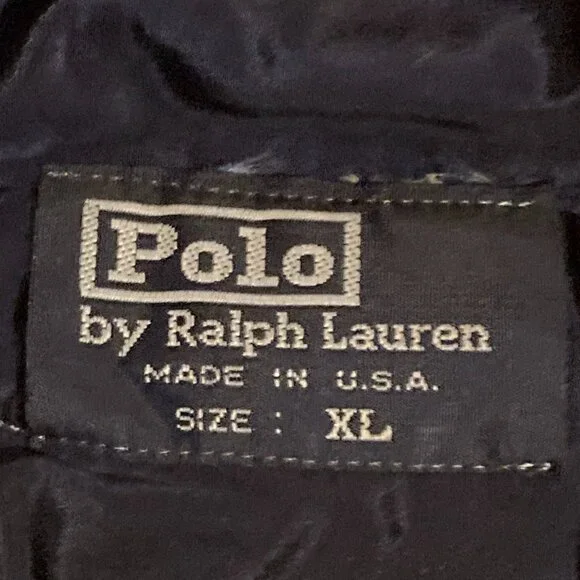 Polo
by Ralph Lauren
MADE IN U.S.A.
SIZE : XL